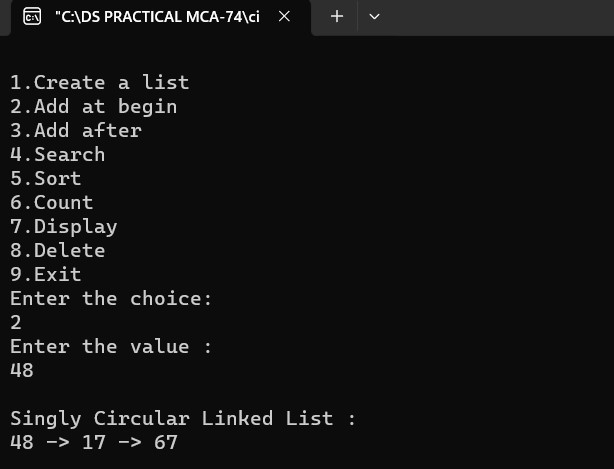 "C:\DS PRACTICAL MCA-74\ci
1.Create a list
2.Add at begin
3.Add after
4.Search
5.Sort
6.Count
7.Display
8.Delete
9.Exit
Enter the choice:
2
Enter the value :
48
Singly Circular Linked List :
48 -> 17 -> 67